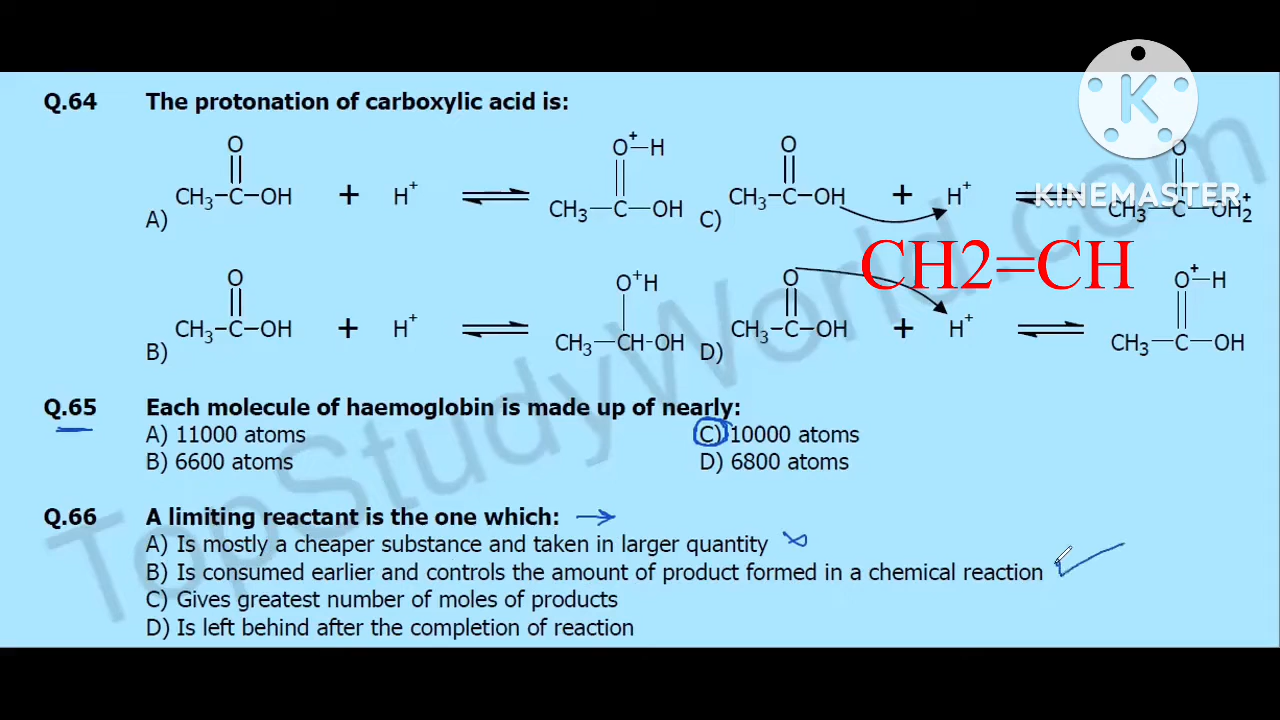 Q.64 The protonation of carboxylic acid is:
A) CH₃–C–OH + H⁺ ⇌ CH₃–C–OH
O O⁺–H
C) CH₃–C–OH + H⁺ ⇌ CH₃–C–OH₂⁺
O O
B) CH₃–C–OH + H⁺ ⇌ CH₃–CH-OH
O O⁺H
D) CH₃–C–OH + H⁺ ⇌ CH₃–C–OH
O O⁺–H
K
KINEMASTER
CH2=CH
Q.65 Each molecule of haemoglobin is made up of nearly:
A) 11000 atoms C) 10000 atoms
B) 6600 atoms D) 6800 atoms
Q.66 A limiting reactant is the one which:
A) Is mostly a cheaper substance and taken in larger quantity
B) Is consumed earlier and controls the amount of product formed in a chemical reaction
C) Gives greatest number of moles of products
D) Is left behind after the completion of reaction
TopStudyWorld.com